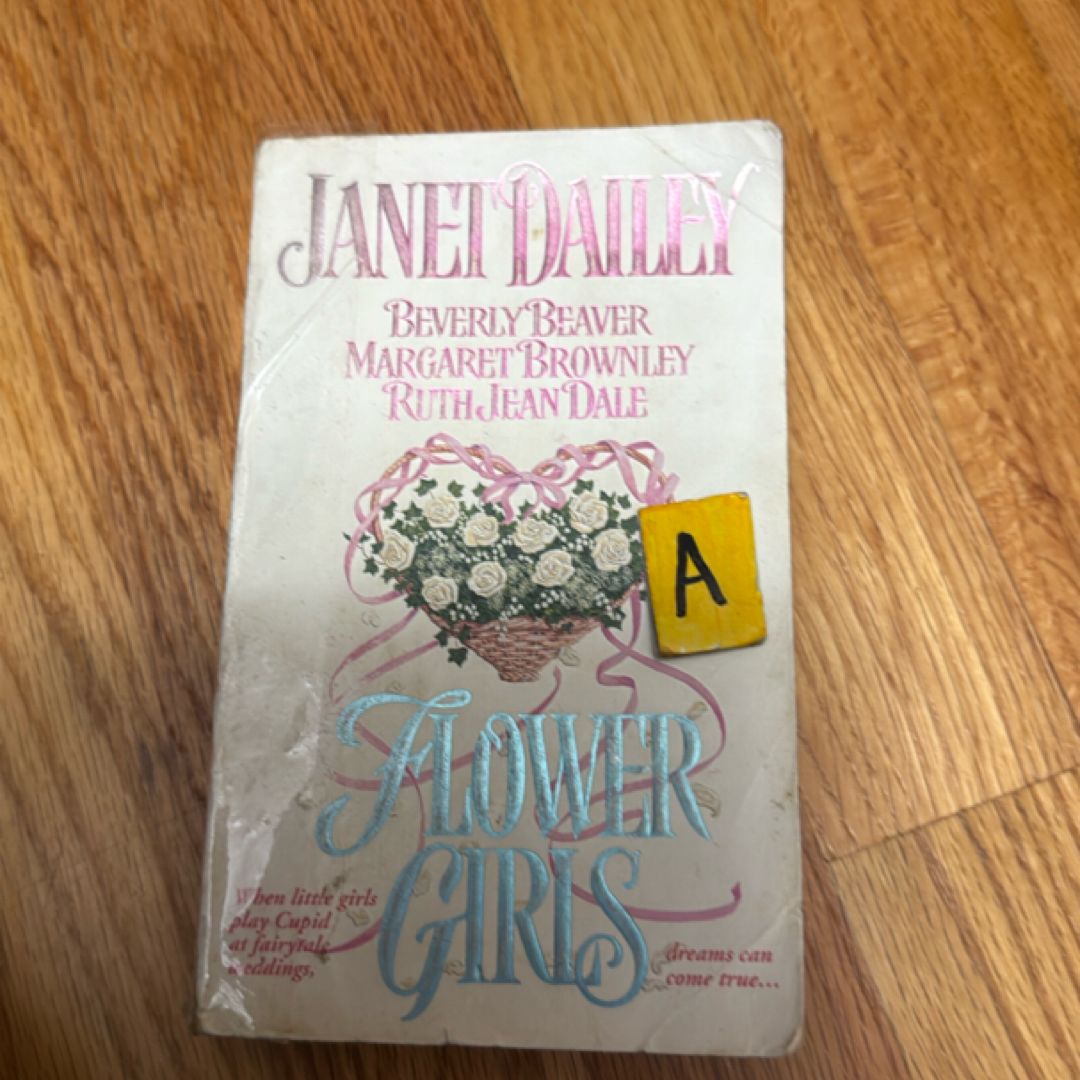 JANET DAILEY
BEVERLY BEAVER
MARGARET BROWNLEY
RUTH JEAN DALE
A
FLOWER
GIRLS
When little girls
play Cupid
at fairytale
weddings,
dreams can
come true...